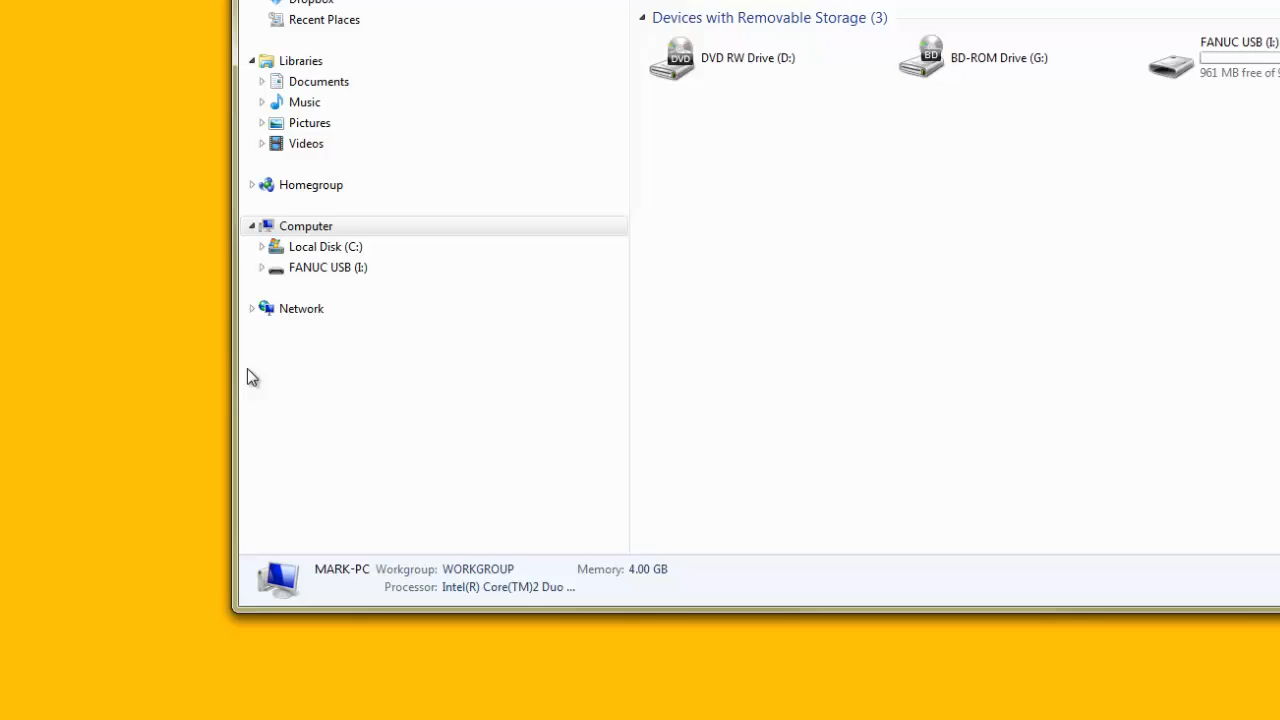 Dropbox
Recent Places
Libraries
Documents
Music
Pictures
Videos
Homegroup
Computer
Local Disk (C:)
FANUC USB (I:)
Network
Devices with Removable Storage (3)
DVD RW Drive (D:)
BD-ROM Drive (G:)
FANUC USB (I:)
961 MB free of
MARK-PC Workgroup: WORKGROUP Memory: 4.00 GB
Processor: Intel(R) Core(TM)2 Duo ...